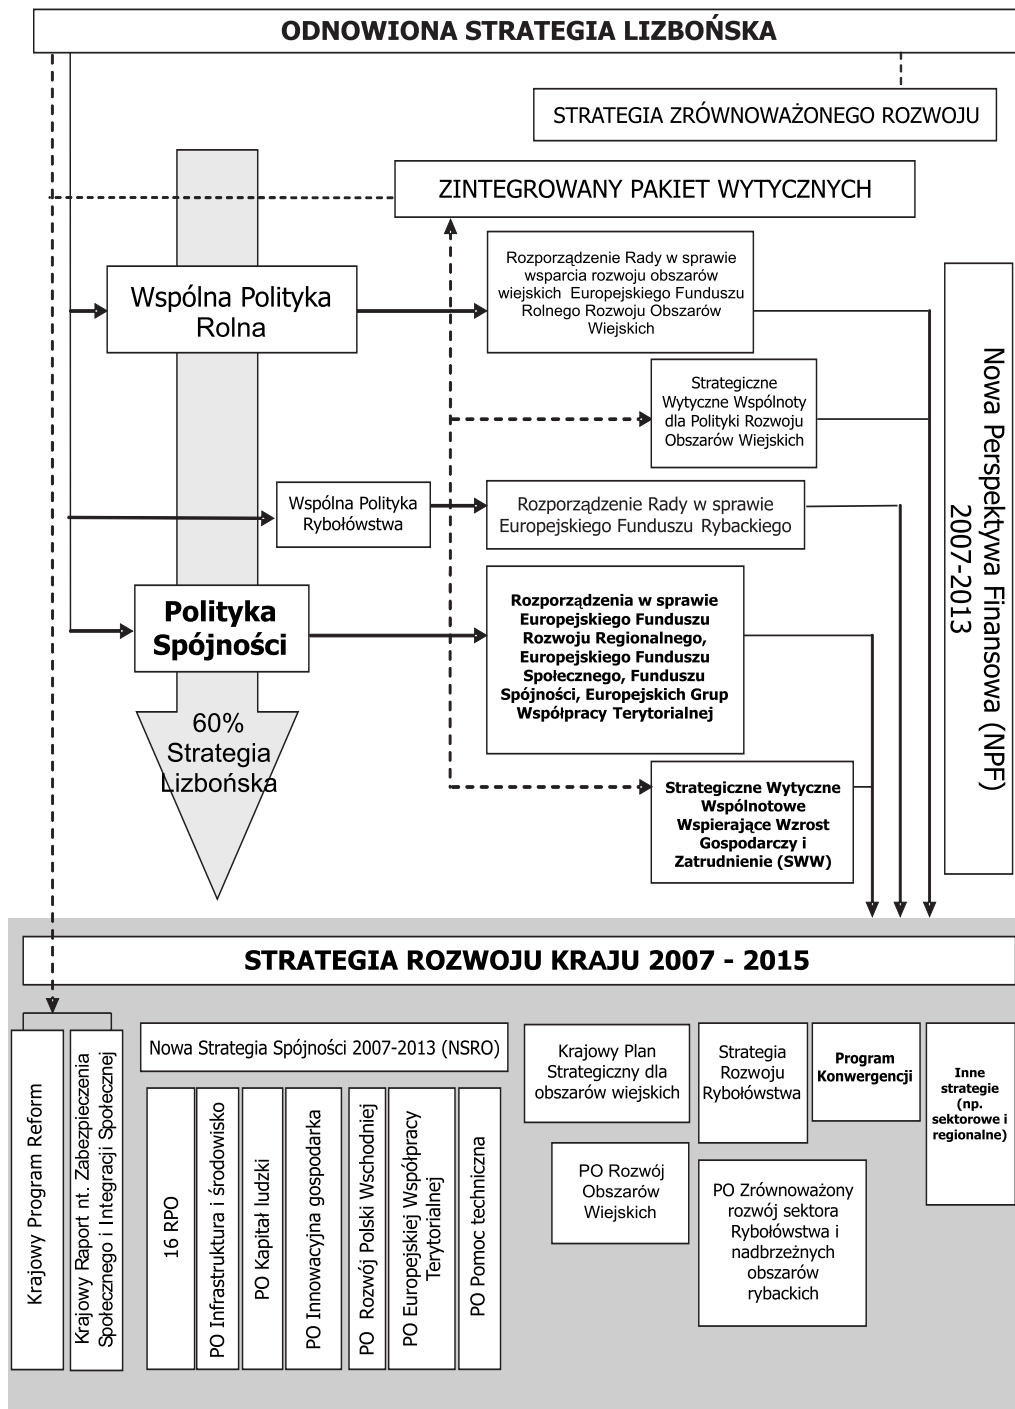 ODNOWIONA STRATEGIA LIZBOŃSKA
STRATEGIA ZRÓWNOWAŻONEGO ROZWOJU
ZINTEGROWANY PAKIET WYTYCZNYCH
Wspólna Polityka
Rolna
Rozporządzenie Rady w sprawie
wsparcia rozwoju obszarów
wiejskich Europejskiego Funduszu
Rolnego Rozwoju Obszarów
Wiejskich
Strategiczne
Wytyczne Wspólnoty
dla Polityki Rozwoju
Obszarów Wiejskich
Wspólna Polityka
Rybołówstwa
Rozporządzenie Rady w sprawie
Europejskiego Funduszu Rybackiego
Polityka
Spójności
Rozporządzenia w sprawie
Europejskiego Funduszu
Rozwoju Regionalnego,
Europejskiego Funduszu
Społecznego, Funduszu
Spójności, Europejskich Grup
Współpracy Terytorialnej
60%
Strategia
Lizbońska
Strategiczne Wytyczne
Wspólnotowe
Wspierające Wzrost
Gospodarczy i
Zatrudnienie (SWW)
Nowa Perspektywa Finansowa (NPF)
2007-2013
STRATEGIA ROZWOJU KRAJU 2007 - 2015
Krajowy Program Reform
Krajowy Raport nt. Zabezpieczenia
Społecznego i Integracji Społecznej
Nowa Strategia Spójności 2007-2013 (NSRO)
16 RPO
PO Infrastruktura i środowisko
PO Kapitał ludzki
PO Innowacyjna gospodarka
PO Rozwój Polski Wschodniej
PO Europejskiej Współpracy
Terytorialnej
PO Pomoc techniczna
Krajowy Plan
Strategiczny dla
obszarów wiejskich
PO Rozwój
Obszarów
Wiejskich
Strategia
Rozwoju
Rybołówstwa
PO Zrównoważony
rozwój sektora
Rybołówstwa i
nadbrzeżnych
obszarów
rybackich
Program
Konwergencji
Inne
strategie
(np.
sektorowe i
regionalne)